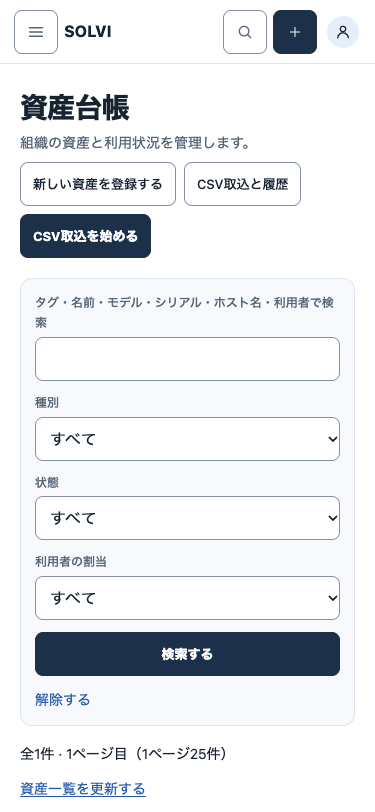 SOLVI
資産台帳
組織の資産と利用状況を管理します。
新しい資産を登録する
CSV取込と履歴
CSV取込を始める
タグ・名前・モデル・シリアル・ホスト名・利用者で検
索
種別
すべて
状態
すべて
利用者の割当
すべて
検索する
解除する
全1件 · 1ページ目（1ページ25件）
資産一覧を更新する